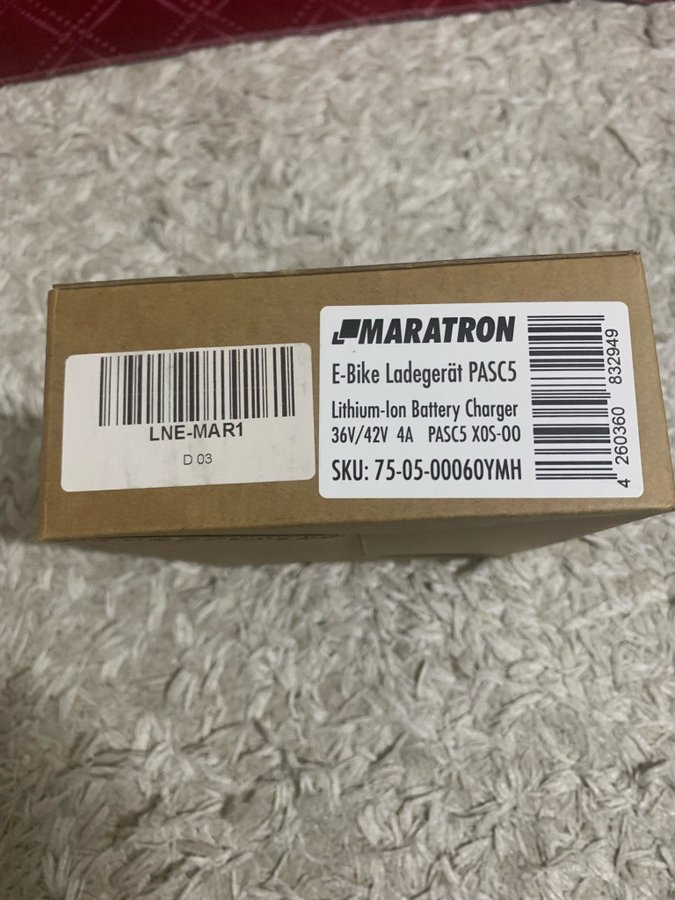 LNE-MAR1
D 03
MARATRON
E-Bike Ladegerät PASC5
Lithium-Ion Battery Charger
36V/42V 4A PASC5 X0S-00
SKU: 75-05-00060YMH
4 260360 832949